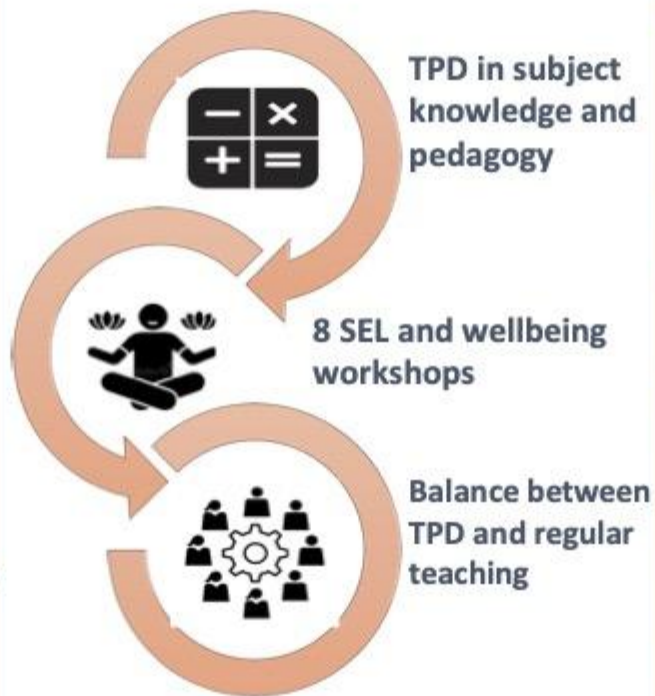 TPD in subject
knowledge and
pedagogy
8 SEL and wellbeing
workshops
Balance between
TPD and regular
teaching